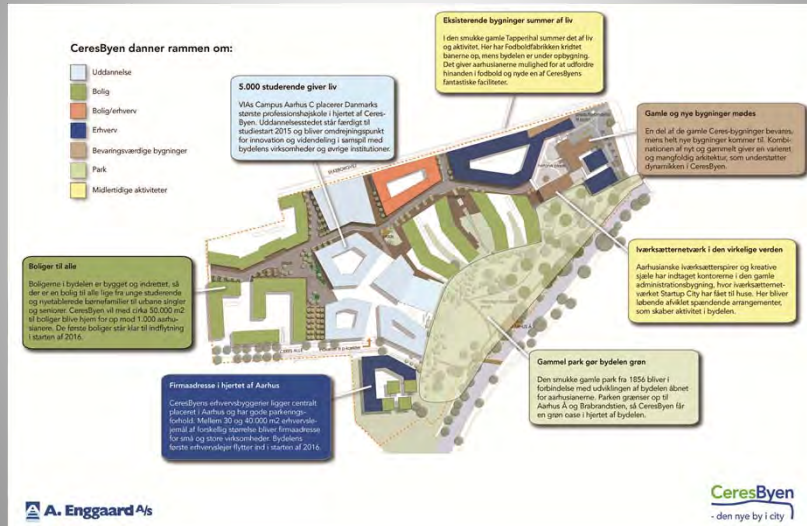 CeresByen danner rammen om:
Uddannelse
Bolig
Bolig/erhverv
Erhverv
Bevaringsværdige bygninger
Park
Midlertidige aktiviteter
Eksisterende bygninger summer af liv
I den smukke gamle Tapperihal summer det af liv
og aktivitet. Her har Fodboldfabrikken kridtet
banerne op, mens bydelen er under opbygning.
Det giver aarhusianerne mulighed for at udfordre
hinanden i fodbold og nyde en af CeresByens
fantastiske faciliteter.
5.000 studerende giver liv
VIAs Campus Aarhus C placerer Danmarks
største professionshøjskole i hjertet af Ceres-
Byen. Uddannelsesstedet står færdigt til
studiestart 2015 og bliver omdrejningspunkt
for innovation og videndeling i samspil med
bydelens virksomheder og øvrige institutioner.
Gamle og nye bygninger mødes
En del af de gamle Ceres-bygninger bevares,
mens helt nye bygninger kommer til. Kombi-
nationen af nyt og gammelt giver en varieret
og mangfoldig arkitektur, som understøtter
dynamikken i CeresByen.
Iværksætternetværk i den virkelige verden
Aarhusianske iværksætterspirer og kreative
sjæle har indtaget kontorerne i den gamle
administrationsbygning, hvor iværksætternet-
værket Startup City har fået til huse. Her bliver
løbende afviklet spændende arrangementer,
som skaber aktivitet i bydelen.
Boliger til alle
Boligerne i bydelen er bygget og indrettet, så
der er en bolig til alle lige fra unge studerende
og nyetablerede børnefamilier til urbane singler
og seniorer. CeresByen vil med cirka 50.000 m2
til boliger blive hjem for op mod 1.000 aarhu-
sianere. De første boliger står klar til indflytning
i starten af 2016.
Gammel park gør bydelen grøn
Den smukke gamle park fra 1856 bliver i
forbindelse med udviklingen af bydelen åbnet
for aarhusianerne. Parken grænser op til
Aarhus Å og Brabrandstien, så CeresByen får
en grøn oase i hjertet af bydelen.
Firmaadresse i hjertet af Aarhus
CeresByens erhvervsbyggerier ligger centralt
placeret i Aarhus og har gode parkerings-
forhold. Mellem 30 og 40.000 m2 erhvervsle-
jemål af forskellig størrelse bliver firmaadresse
for små og store virksomheder. Bydelens
første erhvervslejer flytter ind i starten af 2016.
A. Enggaard A/s
CeresByen
- den nye by i city